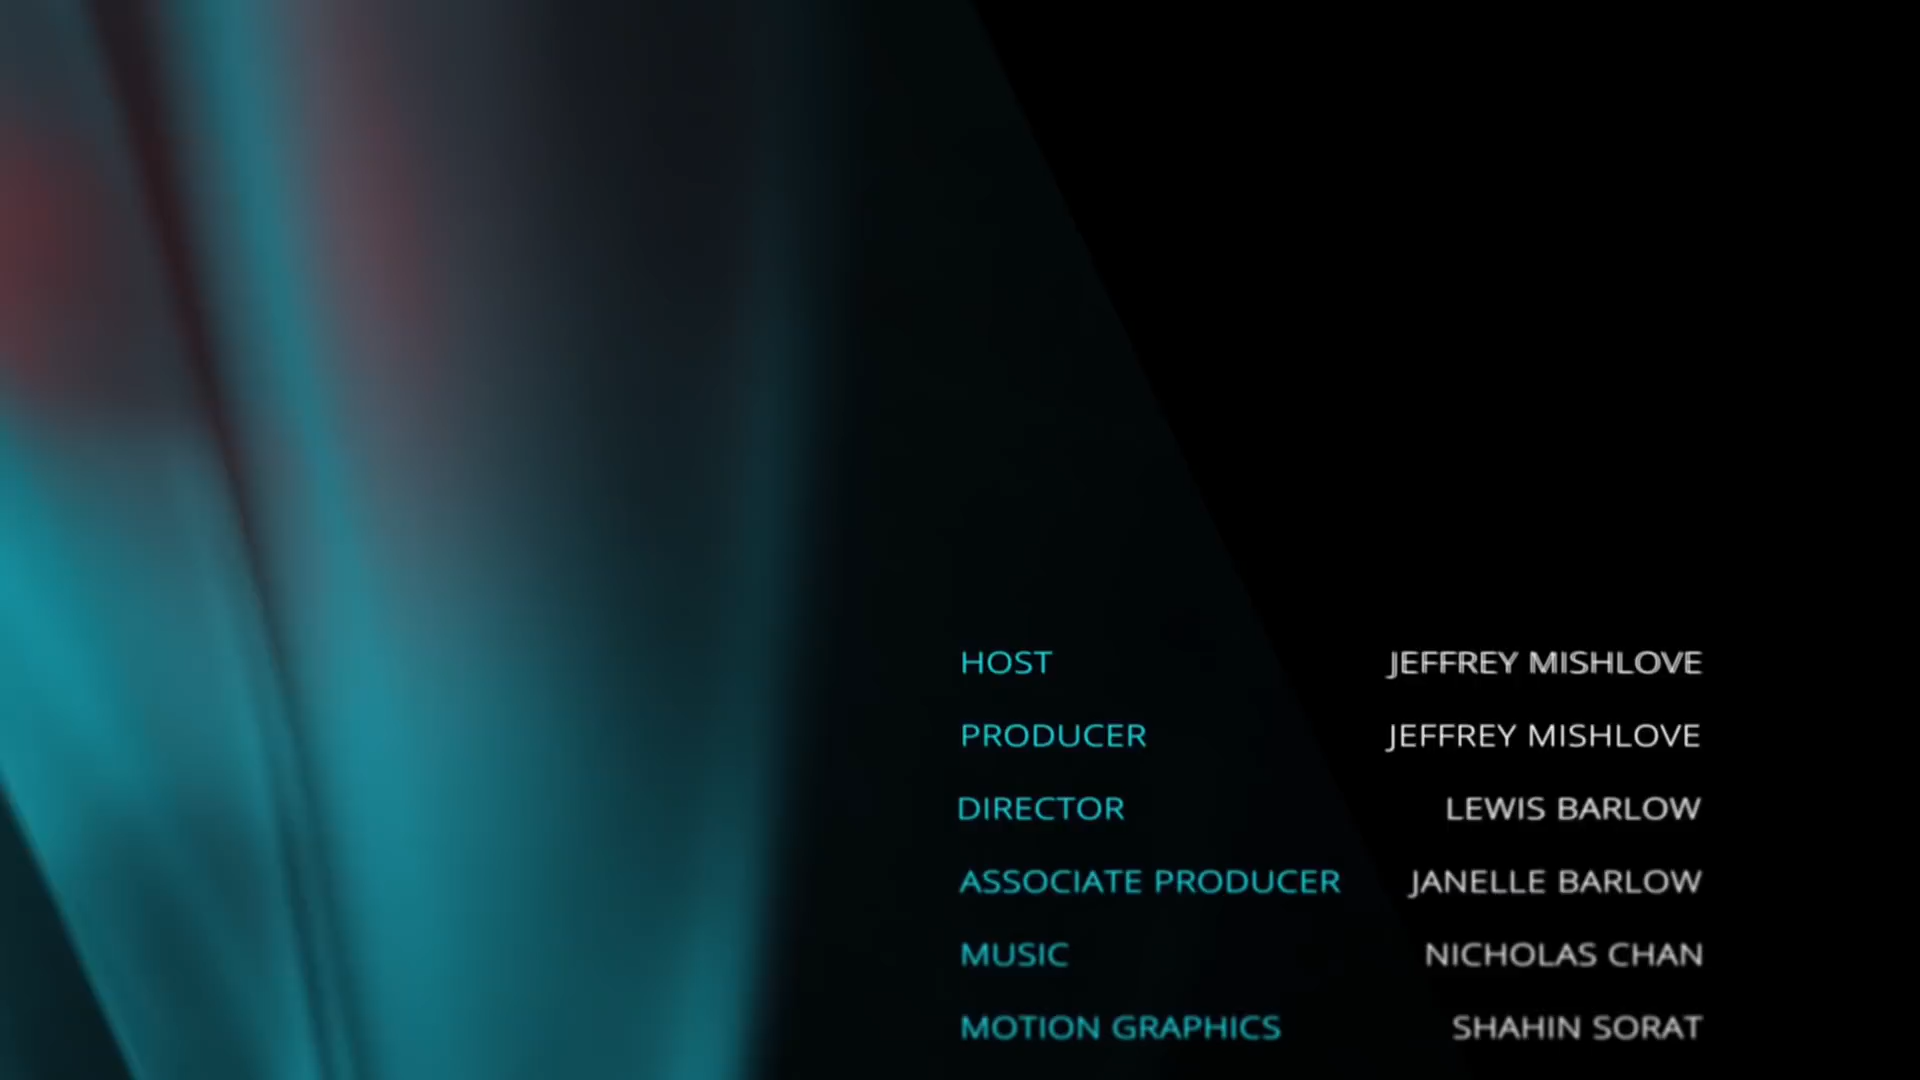 HOST JEFFREY MISHLOVE
PRODUCER JEFFREY MISHLOVE
DIRECTOR LEWIS BARLOW
ASSOCIATE PRODUCER JANELLE BARLOW
MUSIC NICHOLAS CHAN
MOTION GRAPHICS SHAHIN SORAT